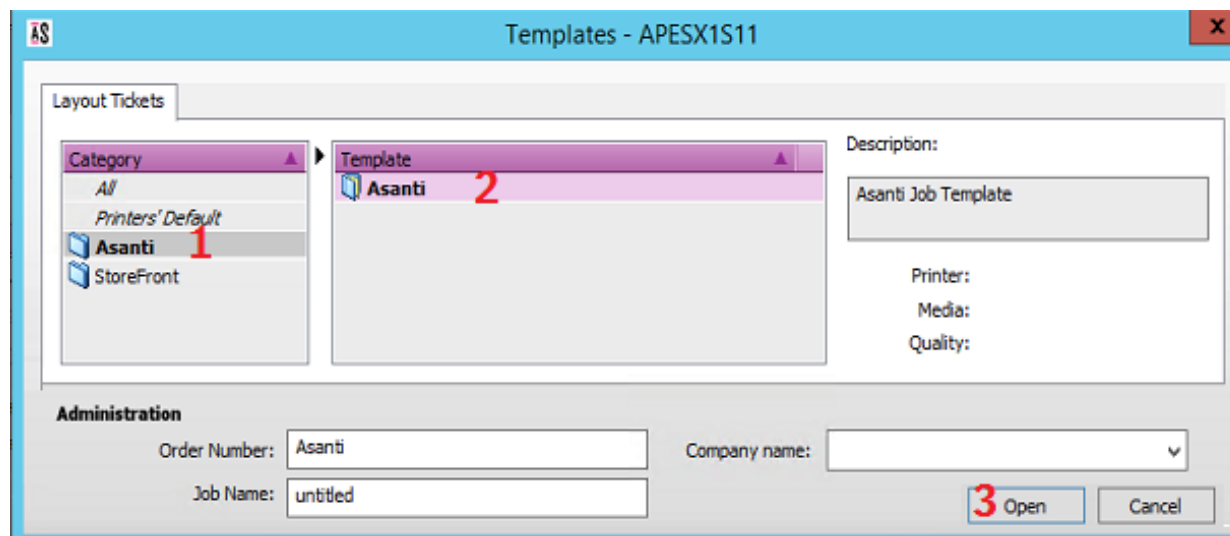 AS
Templates - APESX1S11
x
Layout Tickets
Category
Template
Description:
All
Asanti 2
Asanti Job Template
Printers' Default
Asanti 1
StoreFront
Printer:
Media:
Quality:
Administration
Order Number: Asanti
Company name:
Job Name: untitled
3 Open
Cancel